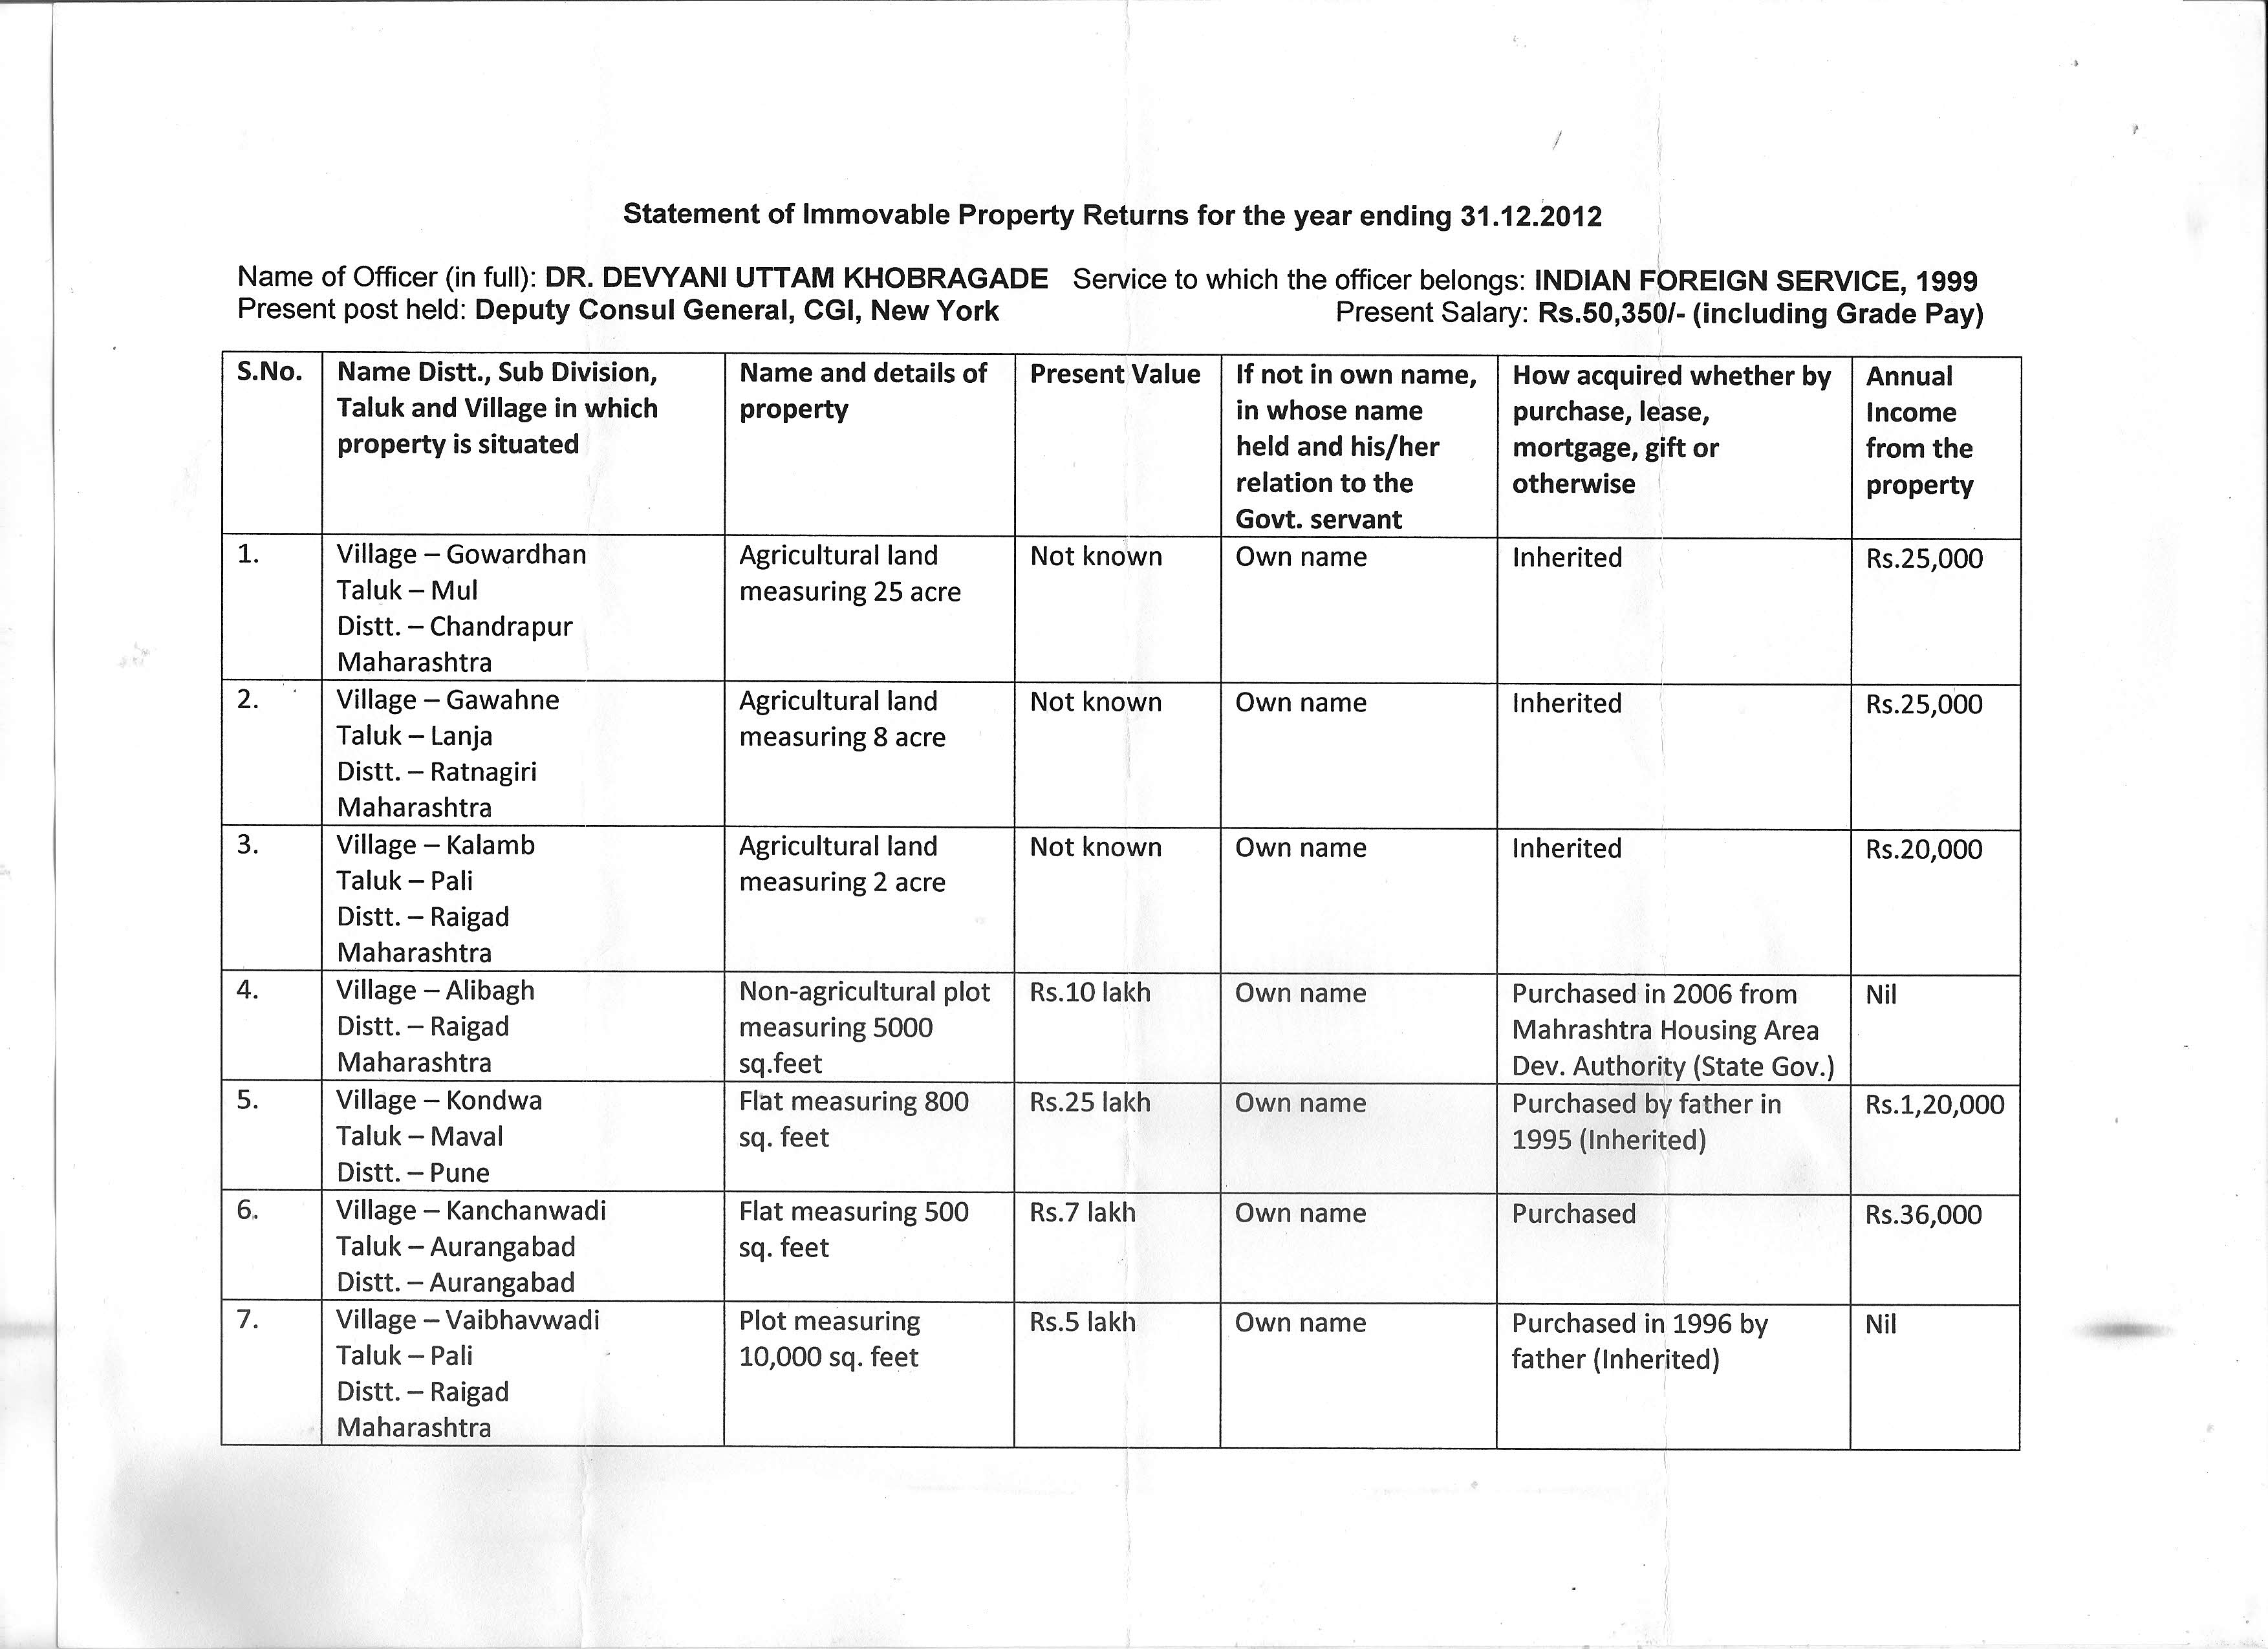 Statement of Immovable Property Returns for the year ending 31.12.2012
Name of Officer (in full): DR. DEVYANI UTTAM KHOBRAGADE Service to which the officer belongs: INDIAN FOREIGN SERVICE, 1999
Present post held: Deputy Consul General, CGI, New York Present Salary: Rs.50,350/- (including Grade Pay)
S.No.
Name Distt., Sub Division,
Taluk and Village in which
property is situated
Name and details of
property
Present Value
If not in own name,
in whose name
held and his/her
relation to the
Govt. servant
How acquired whether by
purchase, lease,
mortgage, gift or
otherwise
Annual
Income
from the
property
1.
Village – Gowardhan
Taluk – Mul
Distt. – Chandrapur
Maharashtra
Agricultural land
measuring 25 acre
Not known
Own name
Inherited
Rs.25,000
2.
Village – Gawahne
Taluk – Lanja
Distt. – Ratnagiri
Maharashtra
Agricultural land
measuring 8 acre
Not known
Own name
Inherited
Rs.25,000
3.
Village – Kalamb
Taluk – Pali
Distt. – Raigad
Maharashtra
Agricultural land
measuring 2 acre
Not known
Own name
Inherited
Rs.20,000
4.
Village – Alibagh
Distt. – Raigad
Maharashtra
Non-agricultural plot
measuring 5000
sq.feet
Rs.10 lakh
Own name
Purchased in 2006 from
Mahrashtra Housing Area
Dev. Authority (State Gov.)
Nil
5.
Village – Kondwa
Taluk – Maval
Distt. – Pune
Flat measuring 800
sq. feet
Rs.25 lakh
Own name
Purchased by father in
1995 (Inherited)
Rs.1,20,000
6.
Village – Kanchanwadi
Taluk – Aurangabad
Distt. – Aurangabad
Flat measuring 500
sq. feet
Rs.7 lakh
Own name
Purchased
Rs.36,000
7.
Village – Vaibhavwadi
Taluk – Pali
Distt. – Raigad
Maharashtra
Plot measuring
10,000 sq. feet
Rs.5 lakh
Own name
Purchased in 1996 by
father (Inherited)
Nil